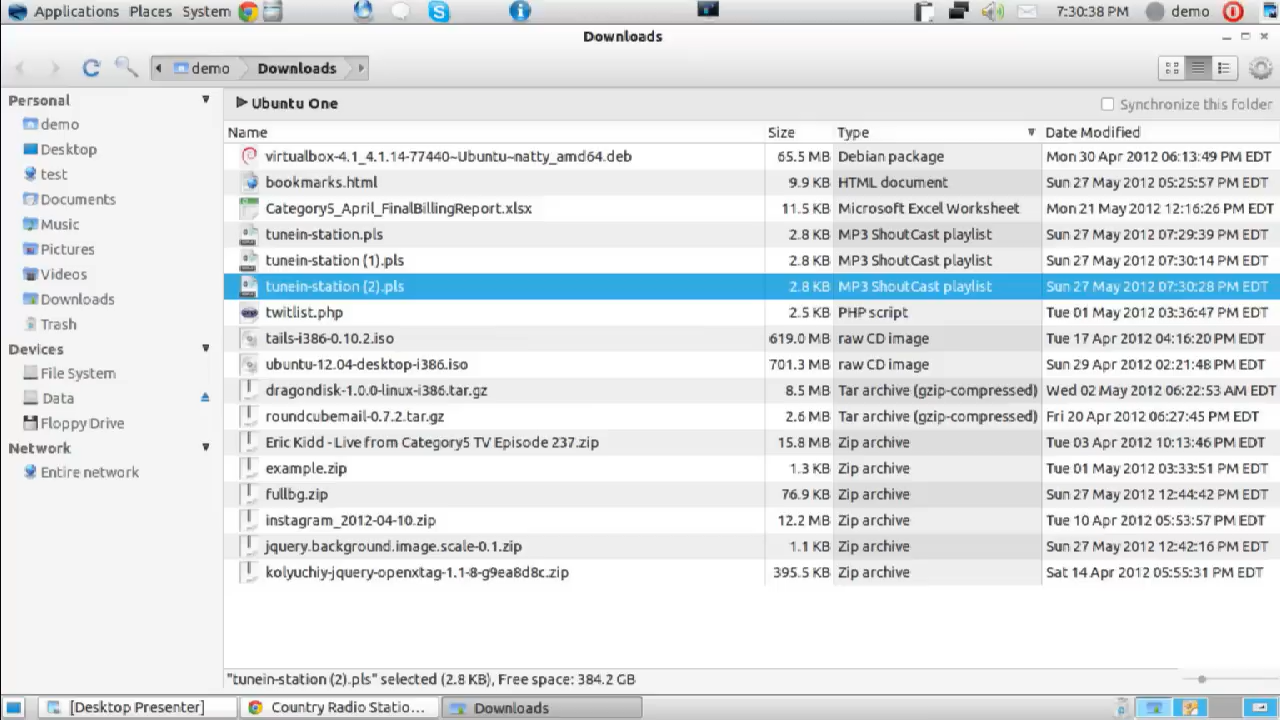 Applications Places System 7:30:38 PM demo
Downloads
demo Downloads
Personal
demo
Desktop
test
Documents
Music
Pictures
Videos
Downloads
Trash
Devices
File System
Data
Floppy Drive
Network
Entire network
Ubuntu One Synchronize this folder
Name Size Type Date Modified
virtualbox-4.1_4.1.14-77440~Ubuntu~natty_amd64.deb 65.5 MB Debian package Mon 30 Apr 2012 06:13:49 PM EDT
bookmarks.html 9.9 KB HTML document Sun 27 May 2012 05:25:57 PM EDT
Category5_April_FinalBillingReport.xlsx 11.5 KB Microsoft Excel Worksheet Mon 21 May 2012 12:16:26 PM EDT
tunein-station.pls 2.8 KB MP3 ShoutCast playlist Sun 27 May 2012 07:29:39 PM EDT
tunein-station (1).pls 2.8 KB MP3 ShoutCast playlist Sun 27 May 2012 07:30:14 PM EDT
tunein-station (2).pls 2.8 KB MP3 ShoutCast playlist Sun 27 May 2012 07:30:28 PM EDT
twitlist.php 2.5 KB PHP script Tue 01 May 2012 03:36:47 PM EDT
tails-i386-0.10.2.iso 619.0 MB raw CD image Tue 17 Apr 2012 04:16:20 PM EDT
ubuntu-12.04-desktop-i386.iso 701.3 MB raw CD image Sun 29 Apr 2012 02:21:48 PM EDT
dragondisk-1.0.0-linux-i386.tar.gz 8.5 MB Tar archive (gzip-compressed) Wed 02 May 2012 06:22:53 AM EDT
roundcubemail-0.7.2.tar.gz 2.6 MB Tar archive (gzip-compressed) Fri 20 Apr 2012 06:27:45 PM EDT
Eric Kidd - Live from Category5 TV Episode 237.zip 15.8 MB Zip archive Tue 03 Apr 2012 10:13:46 PM EDT
example.zip 1.3 KB Zip archive Tue 01 May 2012 03:33:51 PM EDT
fullbg.zip 76.9 KB Zip archive Sun 27 May 2012 12:44:42 PM EDT
instagram_2012-04-10.zip 12.2 MB Zip archive Tue 10 Apr 2012 05:53:57 PM EDT
jquery.background.image.scale-0.1.zip 1.1 KB Zip archive Sun 27 May 2012 12:42:16 PM EDT
kolyuchiy-jquery-openxtag-1.1-8-g9ea8d8c.zip 395.5 KB Zip archive Sat 14 Apr 2012 05:55:31 PM EDT
"tunein-station (2).pls" selected (2.8 KB), Free space: 384.2 GB
[Desktop Presenter] Country Radio Statio... Downloads